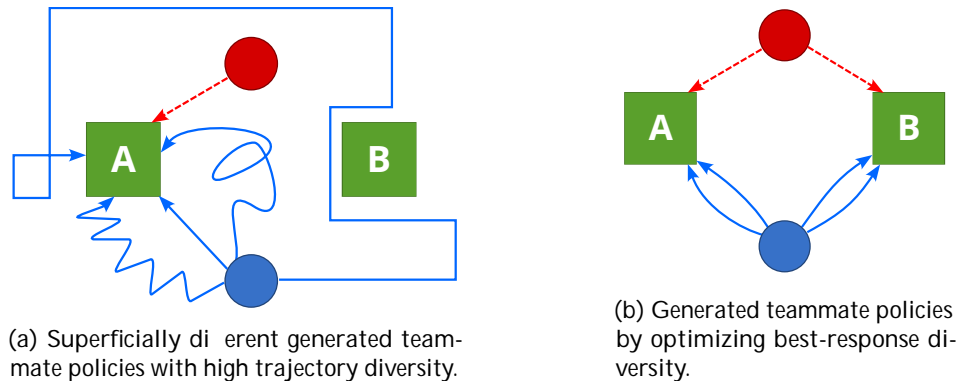 A
B
(a) Superficially di erent generated team-
mate policies with high trajectory diversity.
A
B
(b) Generated teammate policies
by optimizing best-response di-
versity.